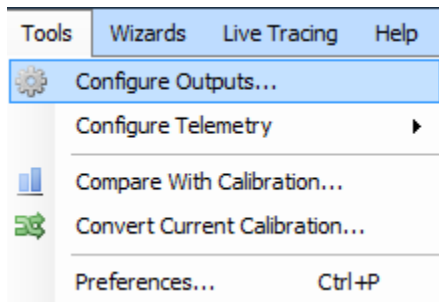 Tools Wizards Live Tracing Help
Configure Outputs...
Configure Telemetry
Compare With Calibration...
Convert Current Calibration...
Preferences... Ctrl+P